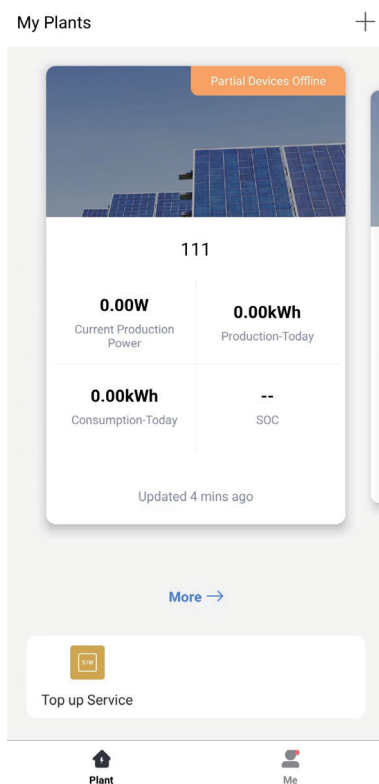 My Plants
Partial Devices Offline
111
0.00W
Current Production
Power
0.00kWh
Production-Today
0.00kWh
Consumption-Today
--
SOC
Updated 4 mins ago
More →
SIM
Top up Service
Plant
Me